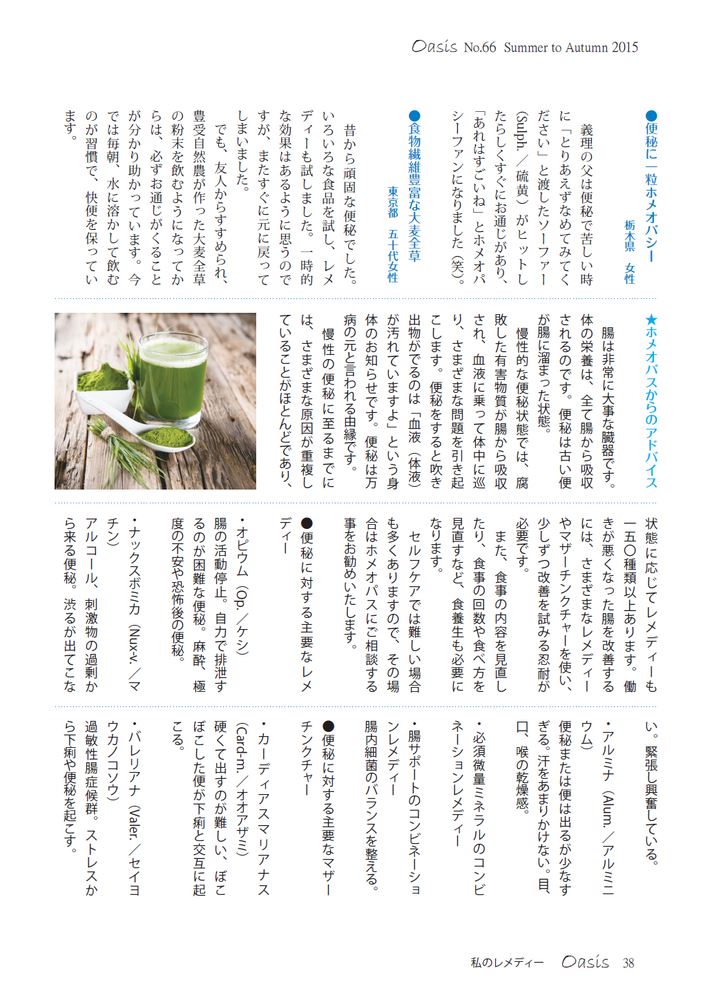 Oasis No.66 Summer to Autumn 2015
●便秘に一粒ホメオパシー
栃木県 女性
義理の父は便秘で苦しい時
に「とりあえずなめてみてく
ださい」と渡したソーファー
(Sulph.／硫黄）がヒットし
たらしくすぐにお通じがあり、
「あれはすごいね」とホメオパ
シーファンになりました（笑）。
●食物繊維豊富な大麦全草
東京都 五十代女性
昔から頑固な便秘でした。
いろいろな食品を試し、レメ
ディーも試しました。一時的
な効果はあるように思うので
すが、またすぐに元に戻って
しまいました。
でも、友人からすすめられ、
豊受自然農が作った大麦全草
の粉末を飲むようになってか
らは、必ずお通じがくること
が分かり助かっています。今
では毎朝、水に溶かして飲む
のが習慣で、快便を保ってい
ます。
★ホメオパスからのアドバイス
腸は非常に大事な臓器です。
体の栄養は、全て腸から吸収
されるのです。便秘は古い便
が腸に溜まった状態。
慢性的な便秘状態では、腐
敗した有害物質が腸から吸収
され、血液に乗って体中に巡
り、さまざまな問題を引き起
こします。便秘をすると吹き
出物がでるのは「血液（体液）
が汚れていますよ」という身
体のお知らせです。便秘は万
病の元と言われる由縁です。
慢性の便秘に至るまでに
は、さまざまな原因が重複し
ていることがほとんどであり、
状態に応じてレメディーも
一五〇種類以上あります。働
きが悪くなった腸を改善する
には、さまざまなレメディー
やマザーチンクチャーを使い、
少しずつ改善を試みる忍耐が
必要です。
また、食事の内容を見直し
たり、食事の回数や食べ方を
見直すなど、食養生も必要に
なります。
セルフケアでは難しい場合
も多くありますので、その場
合はホメオパスにご相談する
事をお勧めいたします。
●便秘に対する主要なレメ
ディー
・オピウム（Op.／ケシ）
腸の活動停止。自力で排泄す
るのが困難な便秘。麻酔、極
度の不安や恐怖後の便秘。
・ナックスボミカ（Nux-v.／マ
チン）
アルコール、刺激物の過剰か
ら来る便秘。渋るが出てこな
い。緊張し興奮している。
・アルミナ（Alum.／アルミニ
ウム）
便秘または便は出るが少なす
ぎる。汗をあまりかけない。目、
口、喉の乾燥感。
・必須微量ミネラルのコンビ
ネーションレメディー
・腸サポートのコンビネーショ
ンレメディー
腸内細菌のバランスを整える。
●便秘に対する主要なマザー
チンクチャー
・カーディアスマリアナス
(Card-m.／オオアザミ）
硬くて出すのが難しい、ぼこ
ぼこした便が下痢と交互に起
こる。
・バレリアナ（Valer.／セイヨ
ウカノコソウ）
過敏性腸症候群。ストレスか
ら下痢や便秘を起こす。
私のレメディー Oasis 38